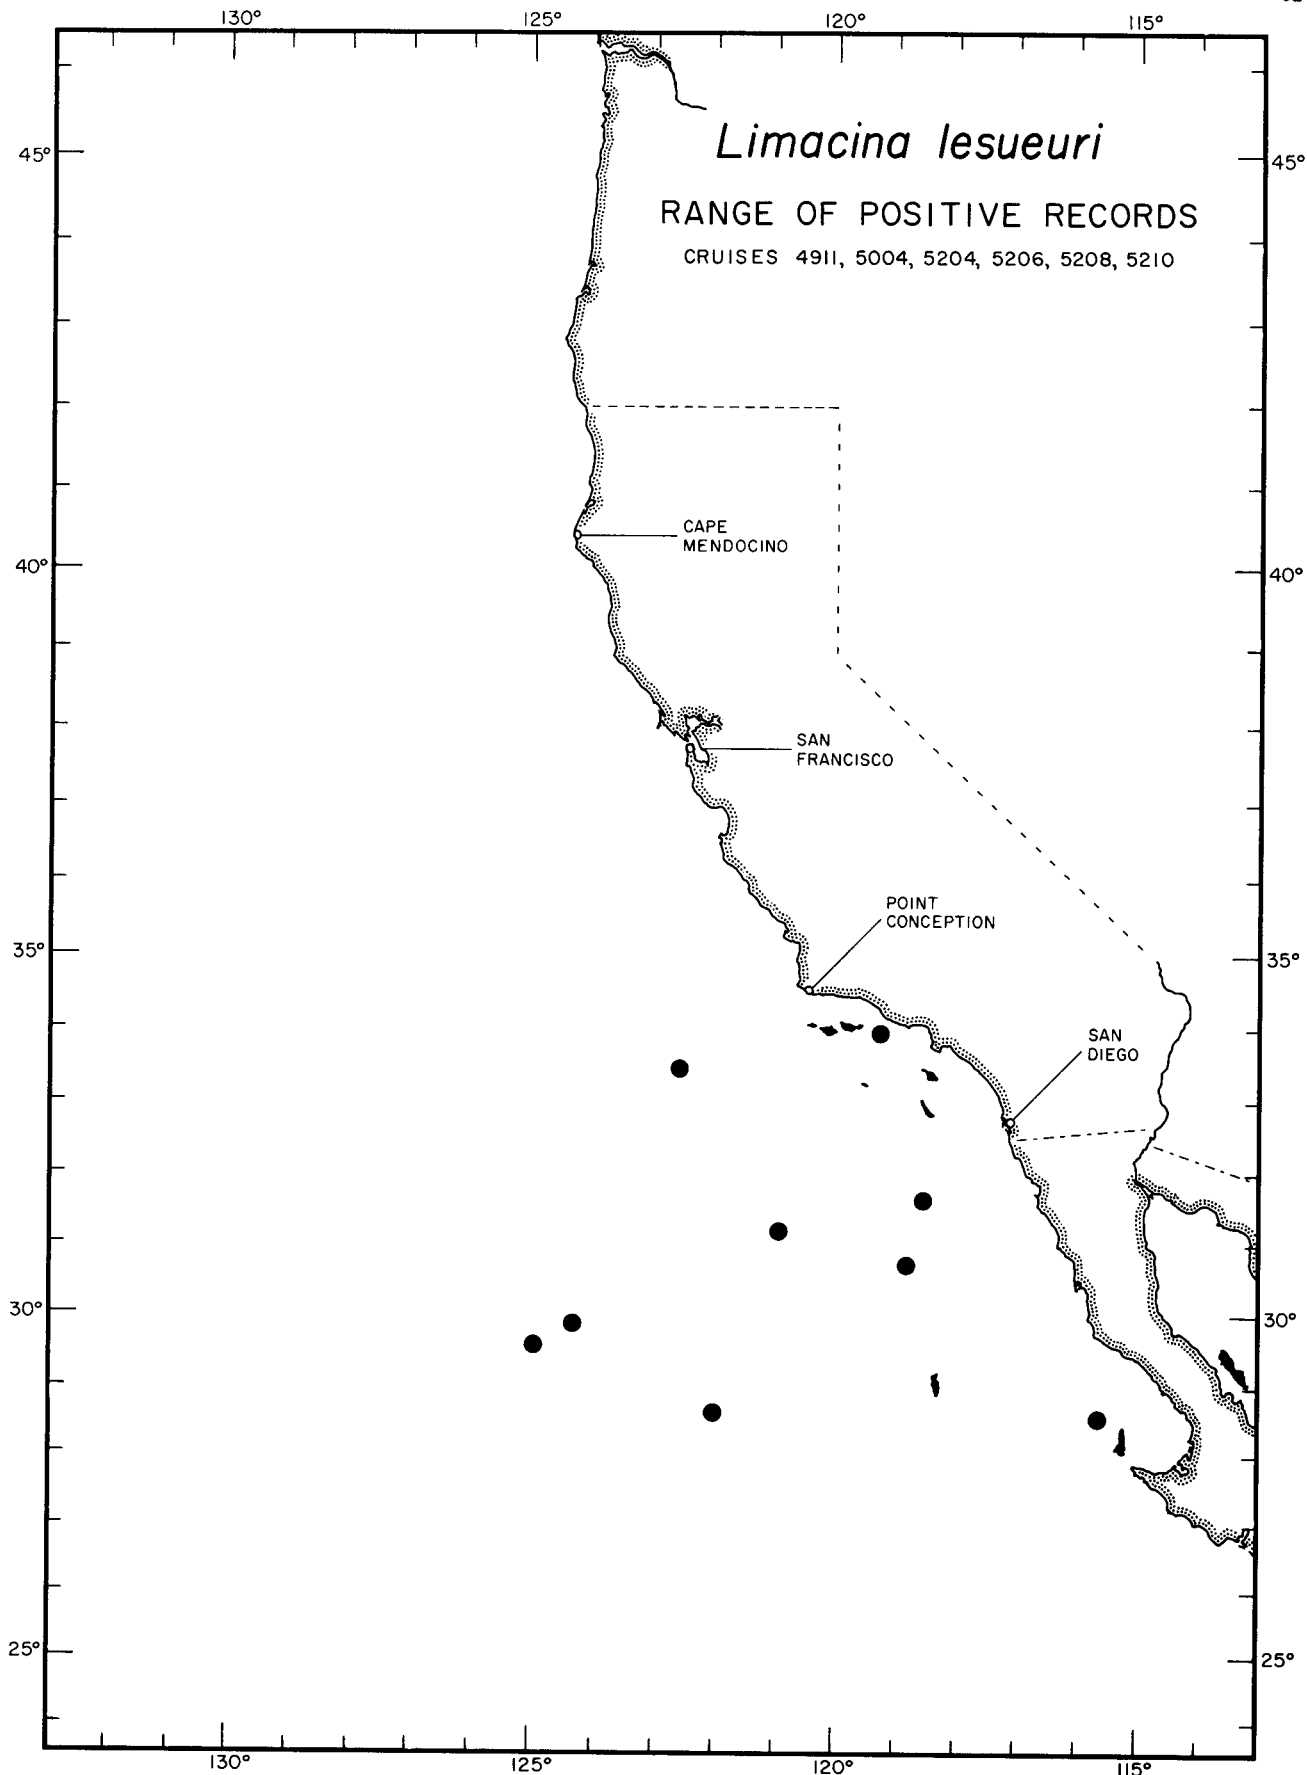 130° 125° 120° 115°
Limacina lesueuri
45° 45°
RANGE OF POSITIVE RECORDS
CRUISES 4911, 5004, 5204, 5206, 5208, 5210
CAPE
MENDOCINO
40° 40°
SAN
FRANCISCO
POINT
CONCEPTION
35° 35°
SAN
DIEGO
30° 30°
25° 25°
130° 125° 120° 115°